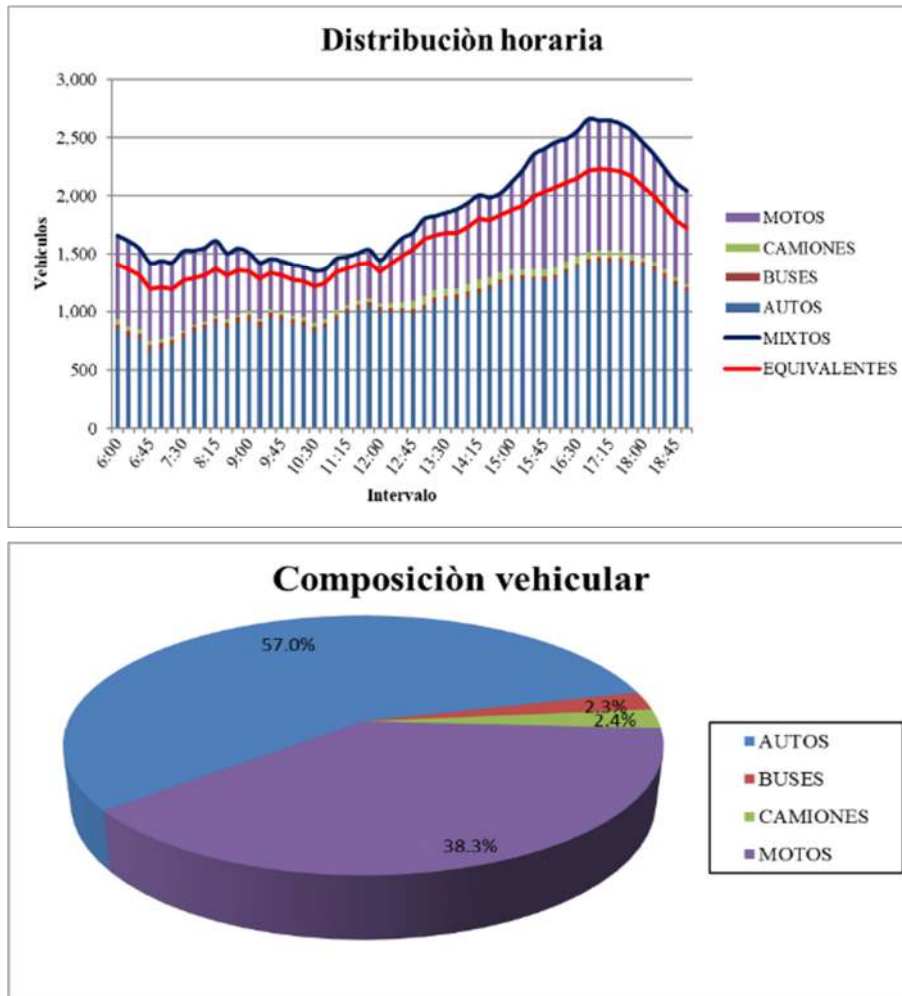 Distribuciòn horaria
3,000
2,500
2,000
1,500
1,000
500
0
Vehiculos
6:00
6:45
7:30
8:15
9:00
9:45
10:30
11:15
12:00
12:45
13:30
14:15
15:00
15:45
16:30
17:15
18:00
18:45
Intervalo
MOTOS
CAMIONES
BUSES
AUTOS
MIXTOS
EQUIVALENTES
Composiciòn vehicular
57.0%
2.3%
2.4%
38.3%
AUTOS
BUSES
CAMIONES
MOTOS